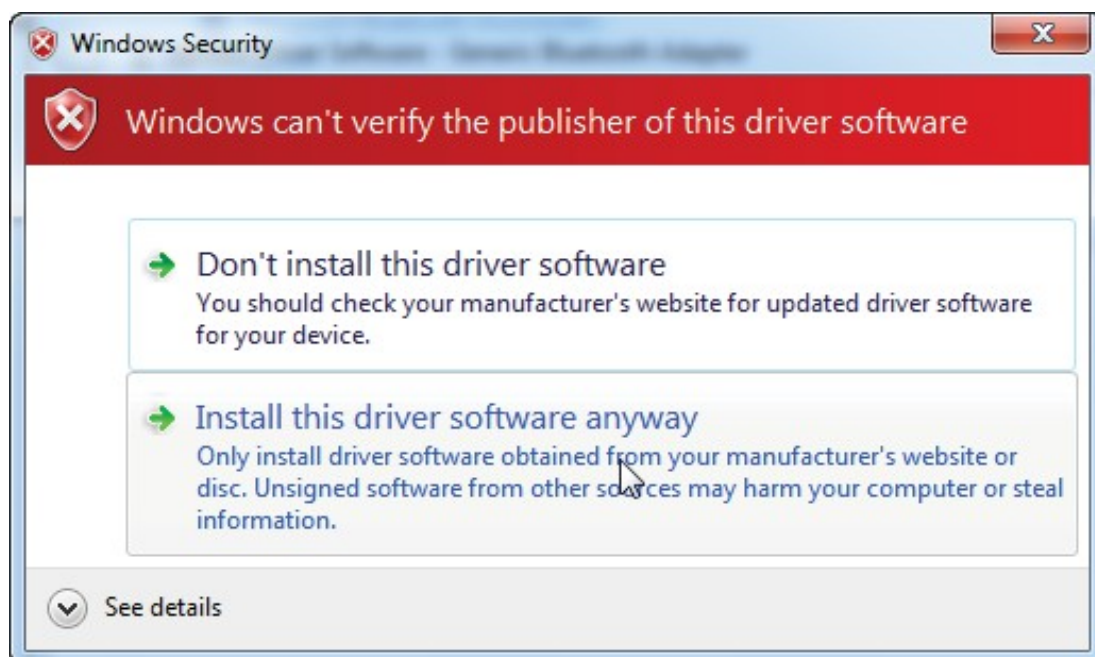 Windows Security
Windows can't verify the publisher of this driver software
Don't install this driver software
You should check your manufacturer's website for updated driver software
for your device.
Install this driver software anyway
Only install driver software obtained from your manufacturer's website or
disc. Unsigned software from other sources may harm your computer or steal
information.
See details